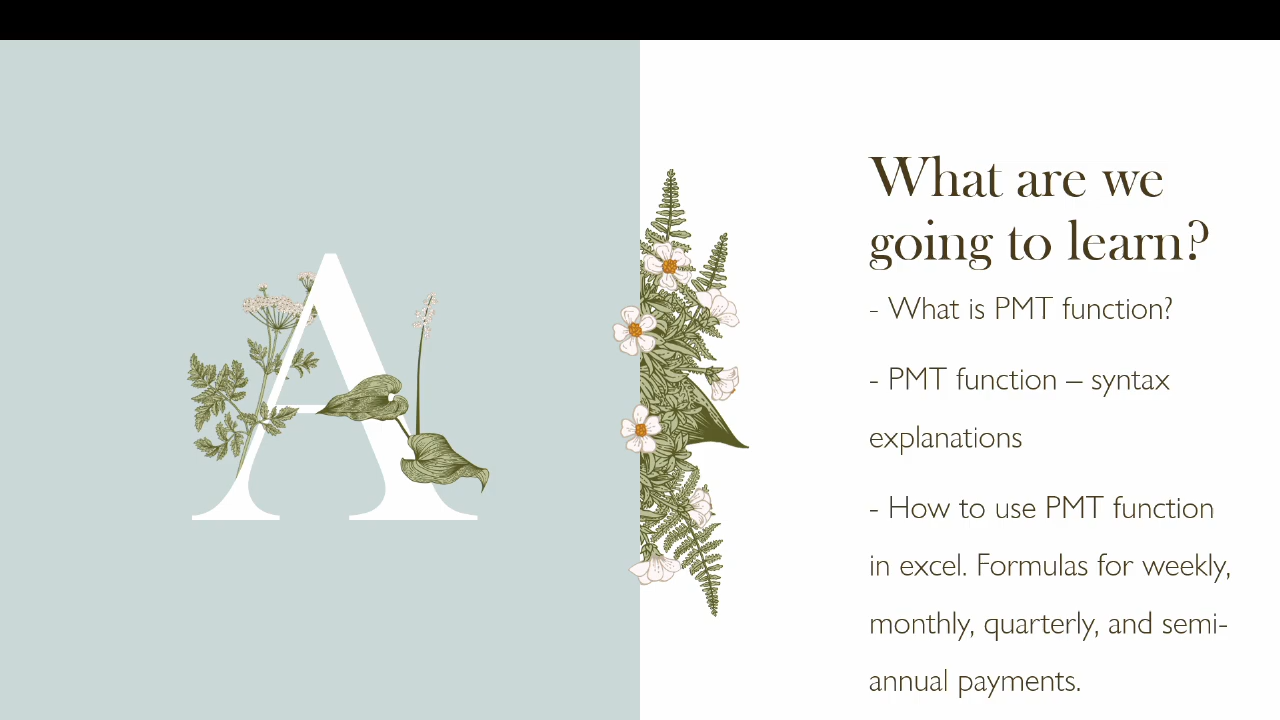 A
What are we
going to learn?
- What is PMT function?
- PMT function – syntax
explanations
- How to use PMT function
in excel. Formulas for weekly,
monthly, quarterly, and semi-
annual payments.